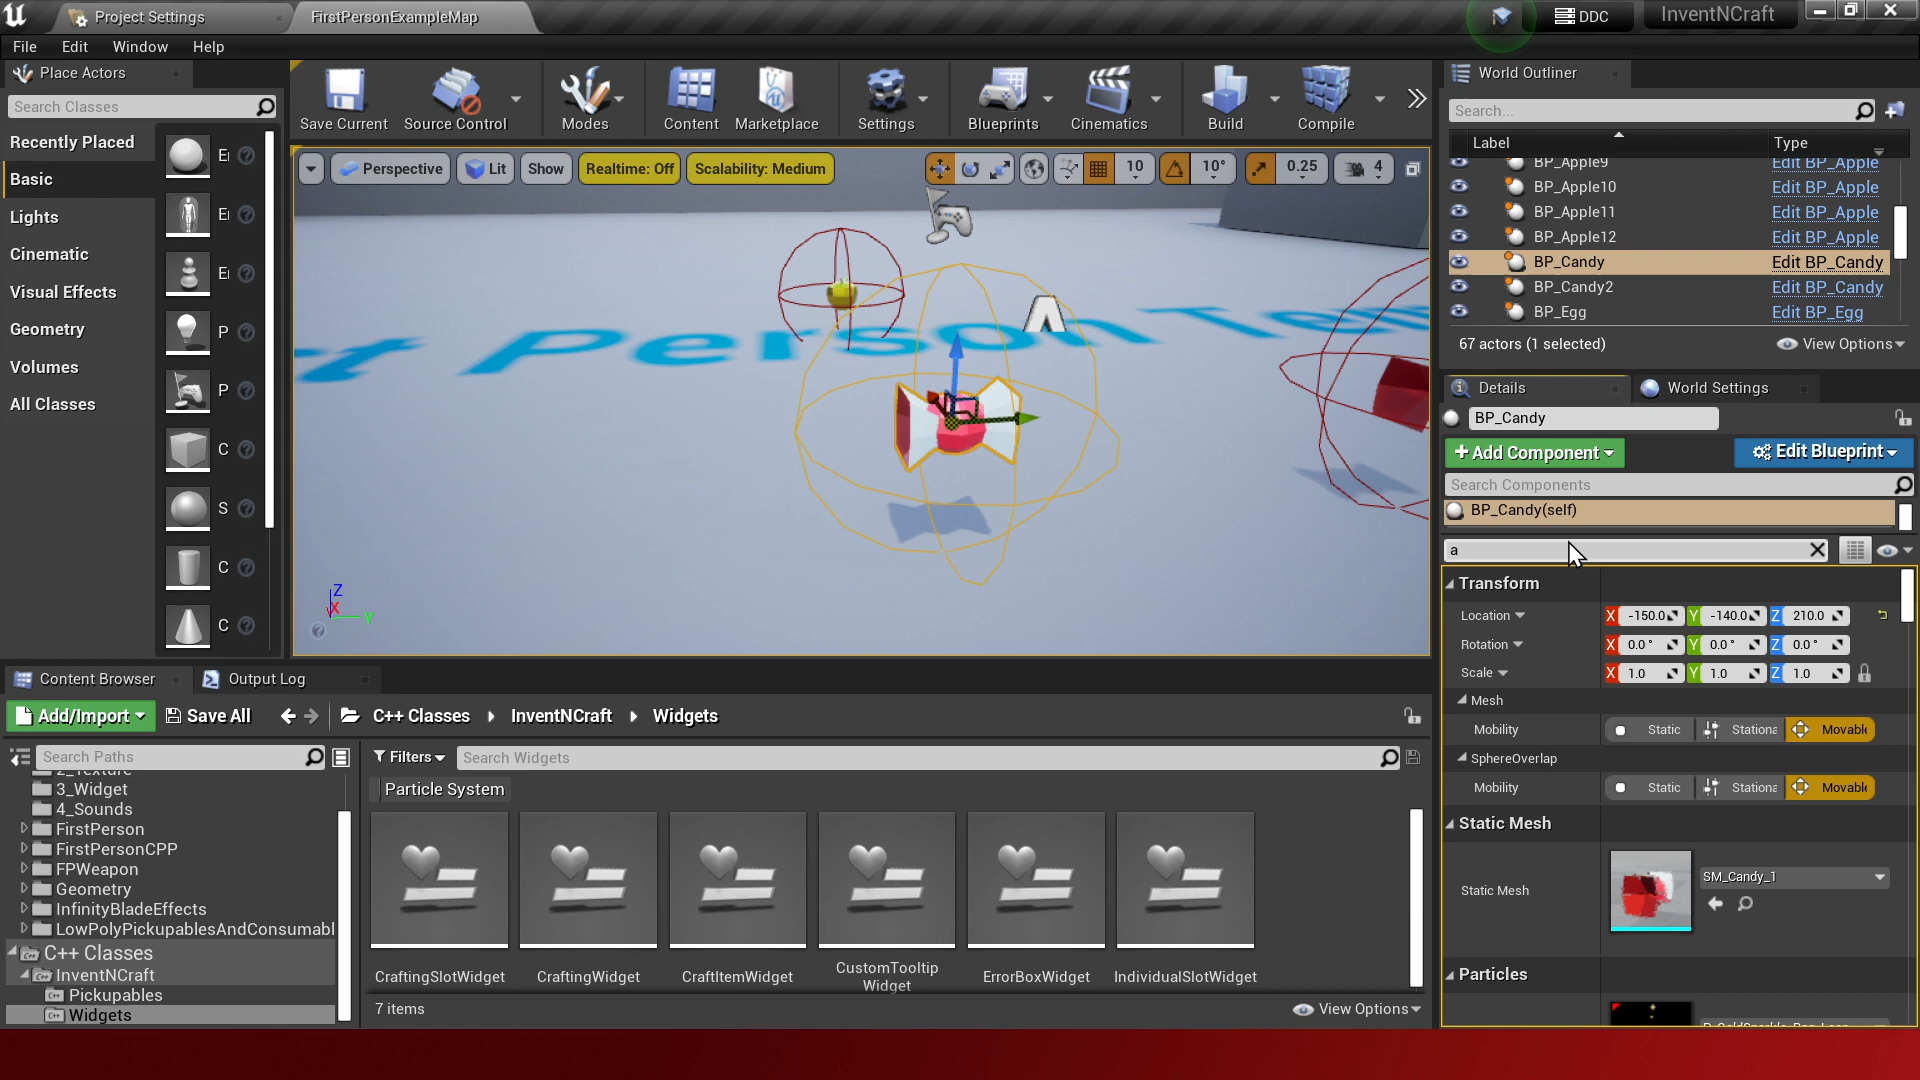 Project Settings
FirstPersonExampleMap
DDC
InventNCraft
File Edit Window Help
Place Actors
Search Classes
Recently Placed
Basic
Lights
Cinematic
Visual Effects
Geometry
Volumes
All Classes
P
P
C
S
C
C
Save Current
Source Control
Modes
Content
Marketplace
Settings
Blueprints
Cinematics
Build
Compile
Perspective
Lit
Show
Realtime: Off
Scalability: Medium
10
10°
0.25
4
Person
Z
X
Y
World Outliner
Search...
Label Type
BP_Apple9 Edit BP_Apple
BP_Apple10 Edit BP_Apple
BP_Apple11 Edit BP_Apple
BP_Apple12 Edit BP_Apple
BP_Candy Edit BP_Candy
BP_Candy2 Edit BP_Candy
BP_Egg Edit BP_Egg
67 actors (1 selected) View Options
Details
World Settings
BP_Candy
+Add Component
Edit Blueprint
Search Components
BP_Candy(self)
a
Transform
Location X -150.0 Y -140.0 Z 210.0
Rotation X 0.0° Y 0.0° Z 0.0°
Scale X 1.0 Y 1.0 Z 1.0
Mesh
Mobility Static Stationa Movable
SphereOverlap
Mobility Static Stationa Movable
Static Mesh
Static Mesh
SM_Candy_1
Particles
Content Browser
Output Log
Add/Import
Save All
C++ Classes
InventNCraft
Widgets
Search Paths
Filters
Search Widgets
Particle System
2_Texture
3_Widget
4_Sounds
FirstPerson
FirstPersonCPP
FPWeapon
Geometry
InfinityBladeEffects
LowPolyPickupablesAndConsumabl
C++ Classes
InventNCraft
Pickupables
Widgets
CraftingSlotWidget
CraftingWidget
CraftItemWidget
CustomTooltip
Widget
ErrorBoxWidget
IndividualSlotWidget
7 items
View Options